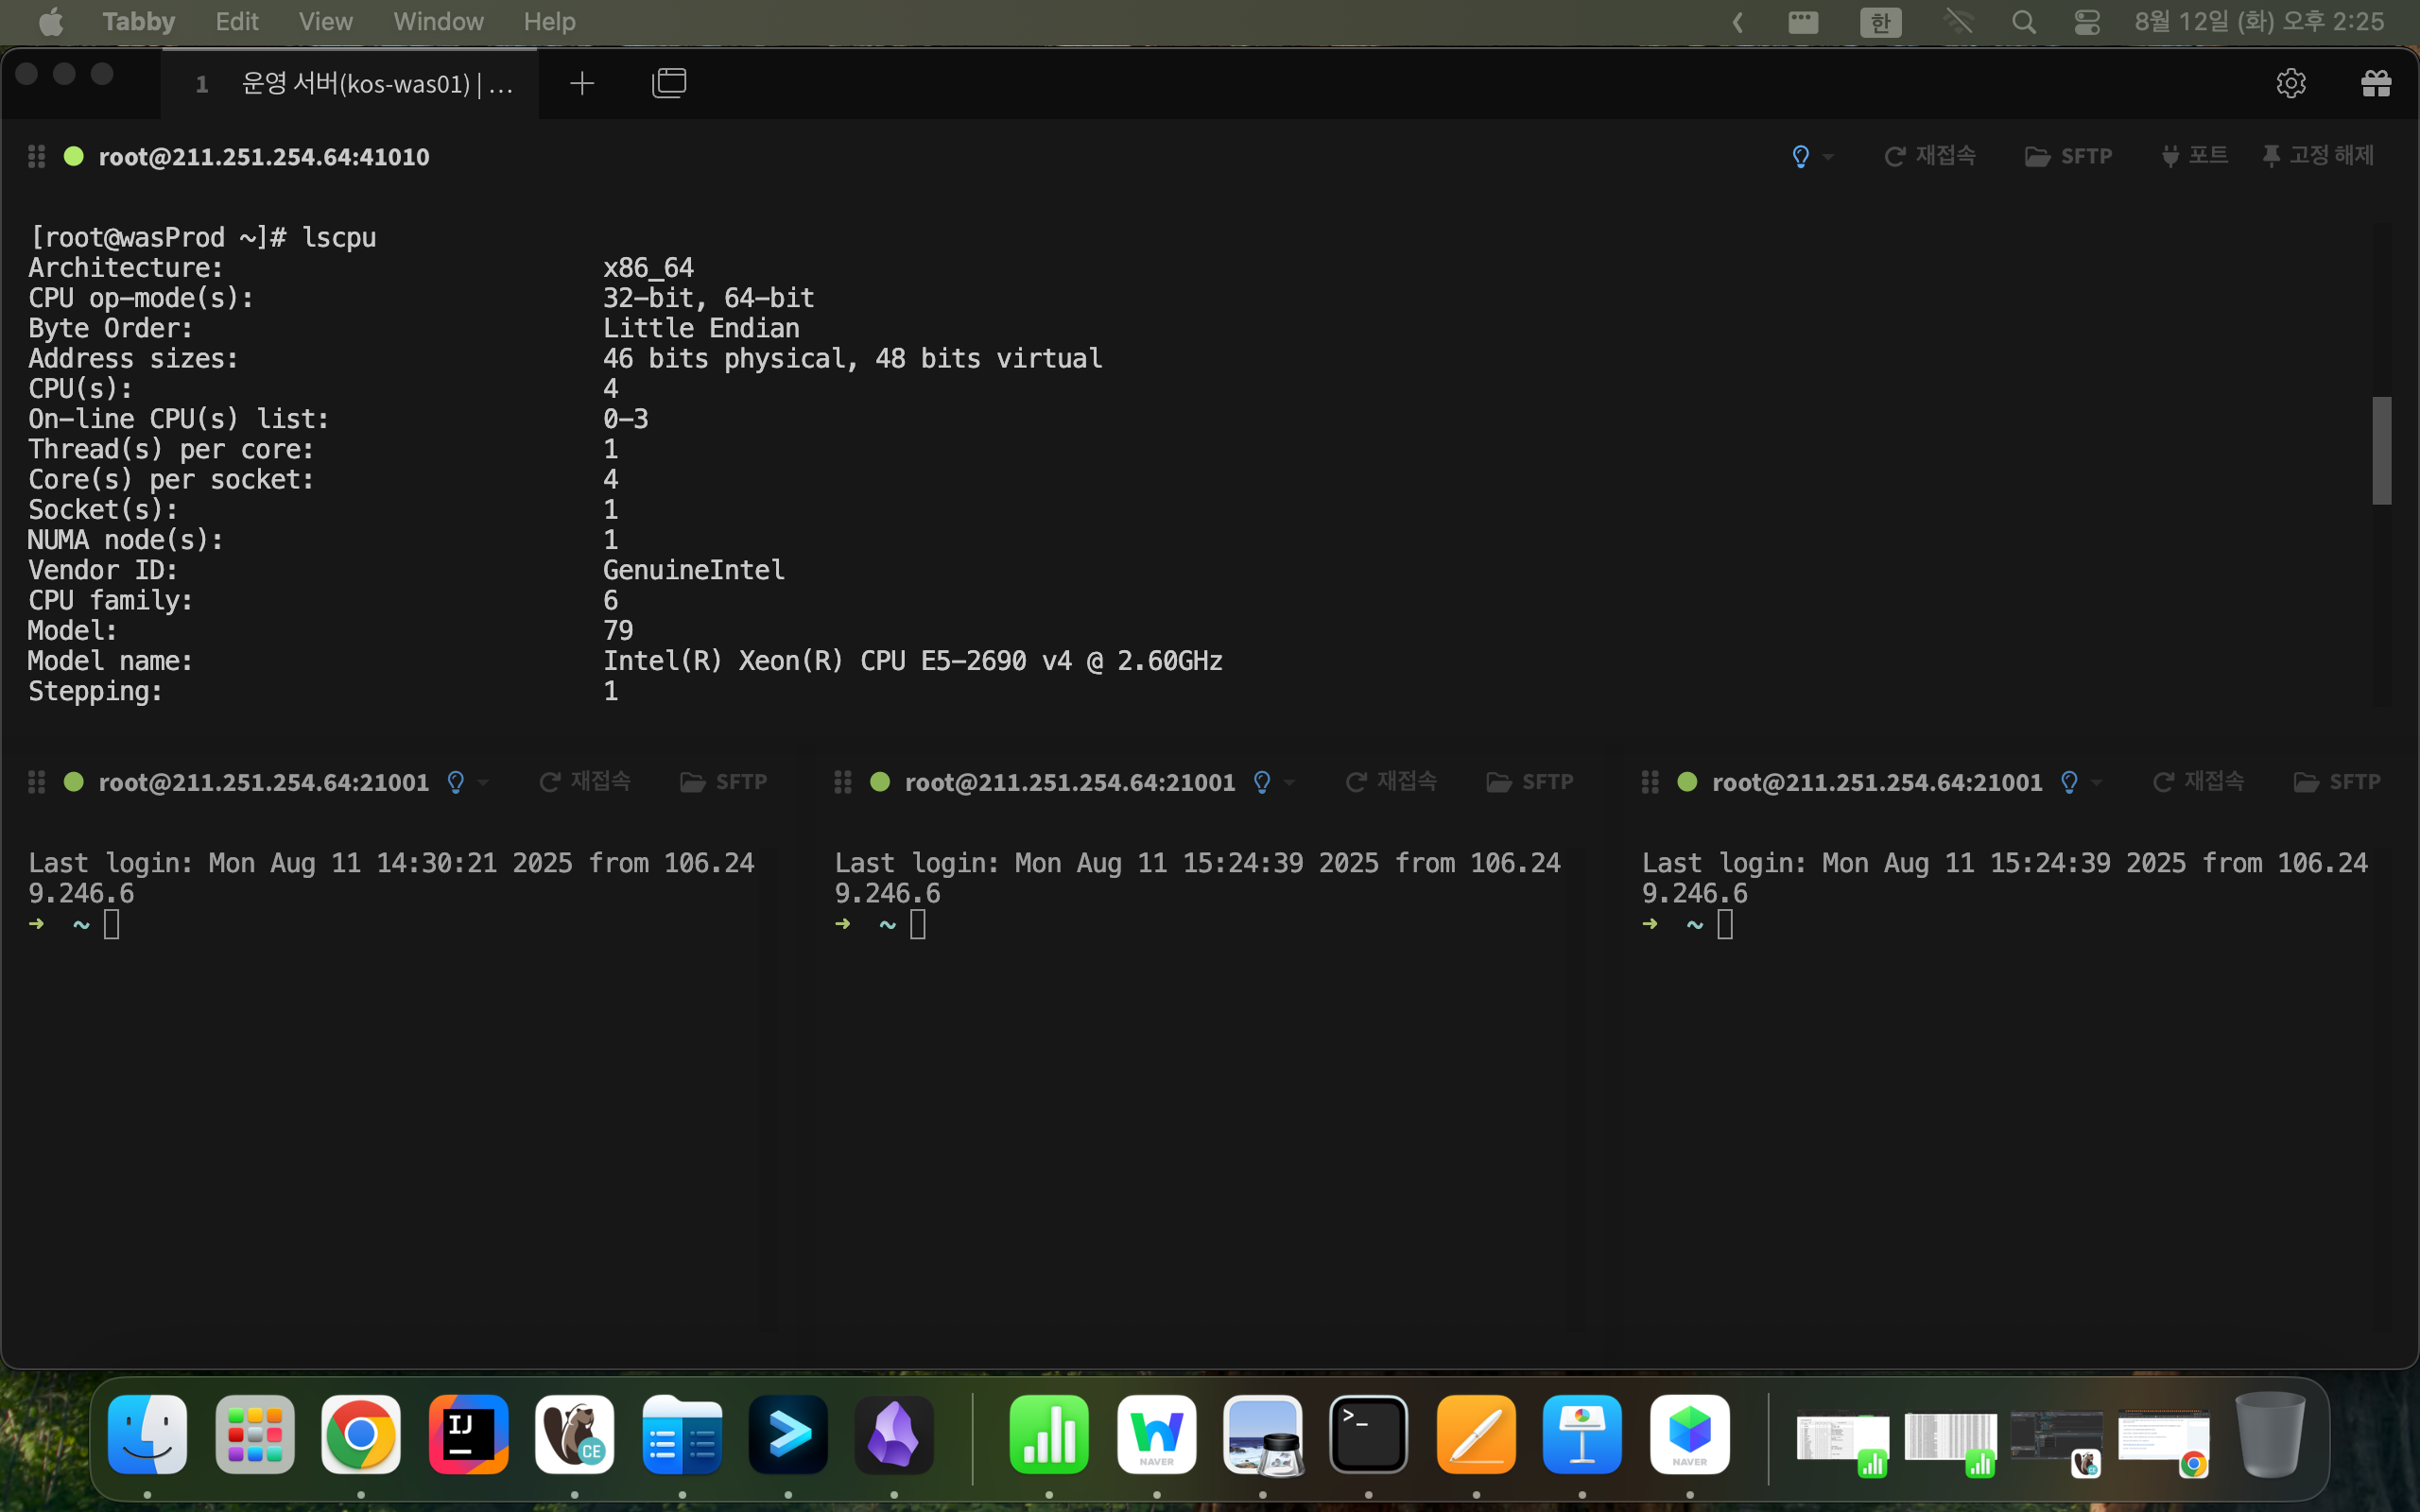 Tabby Edit View Window Help 한 8월 12일 (화) 오후 2:25
1 운영 서버(kos-was01) | ...
root@211.251.254.64:41010 재접속 SFTP 포트 고정 해제
[root@wasProd ~]# lscpu
Architecture: x86_64
CPU op-mode(s): 32-bit, 64-bit
Byte Order: Little Endian
Address sizes: 46 bits physical, 48 bits virtual
CPU(s): 4
On-line CPU(s) list: 0-3
Thread(s) per core: 1
Core(s) per socket: 4
Socket(s): 1
NUMA node(s): 1
Vendor ID: GenuineIntel
CPU family: 6
Model: 79
Model name: Intel(R) Xeon(R) CPU E5-2690 v4 @ 2.60GHz
Stepping: 1
root@211.251.254.64:21001 재접속 SFTP
Last login: Mon Aug 11 14:30:21 2025 from 106.24
9.246.6
➜ ~
root@211.251.254.64:21001 재접속 SFTP
Last login: Mon Aug 11 15:24:39 2025 from 106.24
9.246.6
➜ ~
root@211.251.254.64:21001 재접속 SFTP
Last login: Mon Aug 11 15:24:39 2025 from 106.24
9.246.6
➜ ~
IJ
CE
NAVER
>_
NAVER